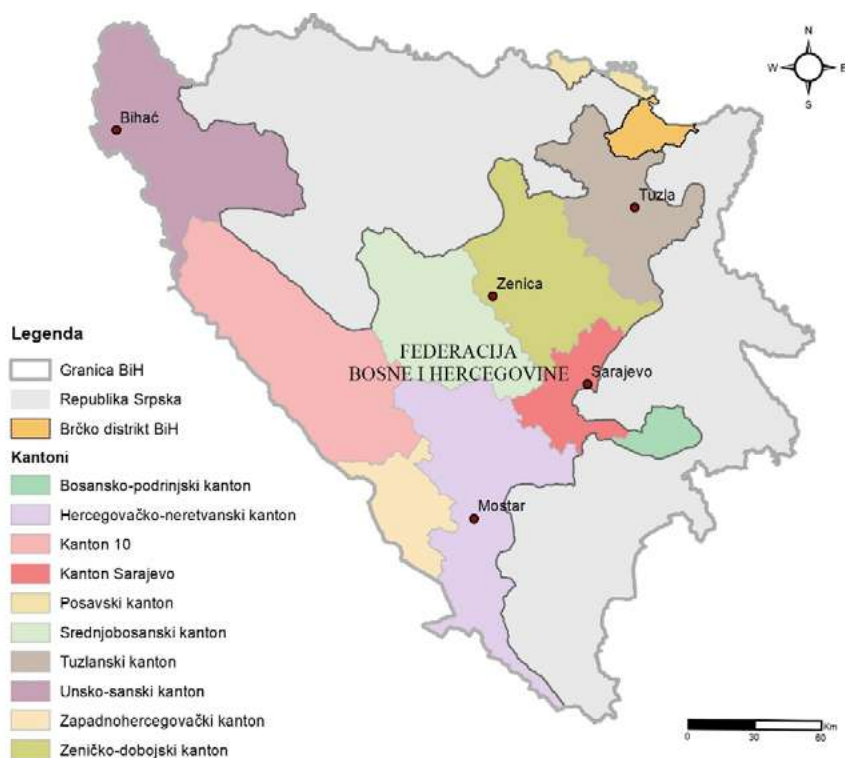 N
W E
S
Bihać
Tuzla
Zenica
FEDERACIJA
BOSNE I HERCEGOVINE
Sarajevo
Mostar
Legenda
Granica BiH
Republika Srpska
Brčko distrikt BiH
Kantoni
Bosansko-podrinjski kanton
Hercegovačko-neretvanski kanton
Kanton 10
Kanton Sarajevo
Posavski kanton
Srednjobosanski kanton
Tuzlanski kanton
Unsko-sanski kanton
Zapadnohercegovački kanton
Zeničko-dobojski kanton
Km
0 30 60